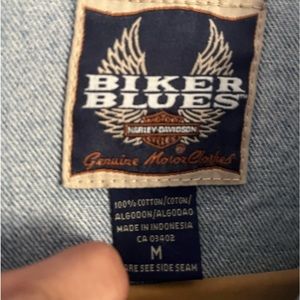 BIKER
BLUES
HARLEY-DAVIDSON
Genuine Motor Clothes
100% COTTON/COTON/
ALGODON/ALGODAO
MADE IN INDONESIA
CA 03402
M
SEE SIDE SEAM